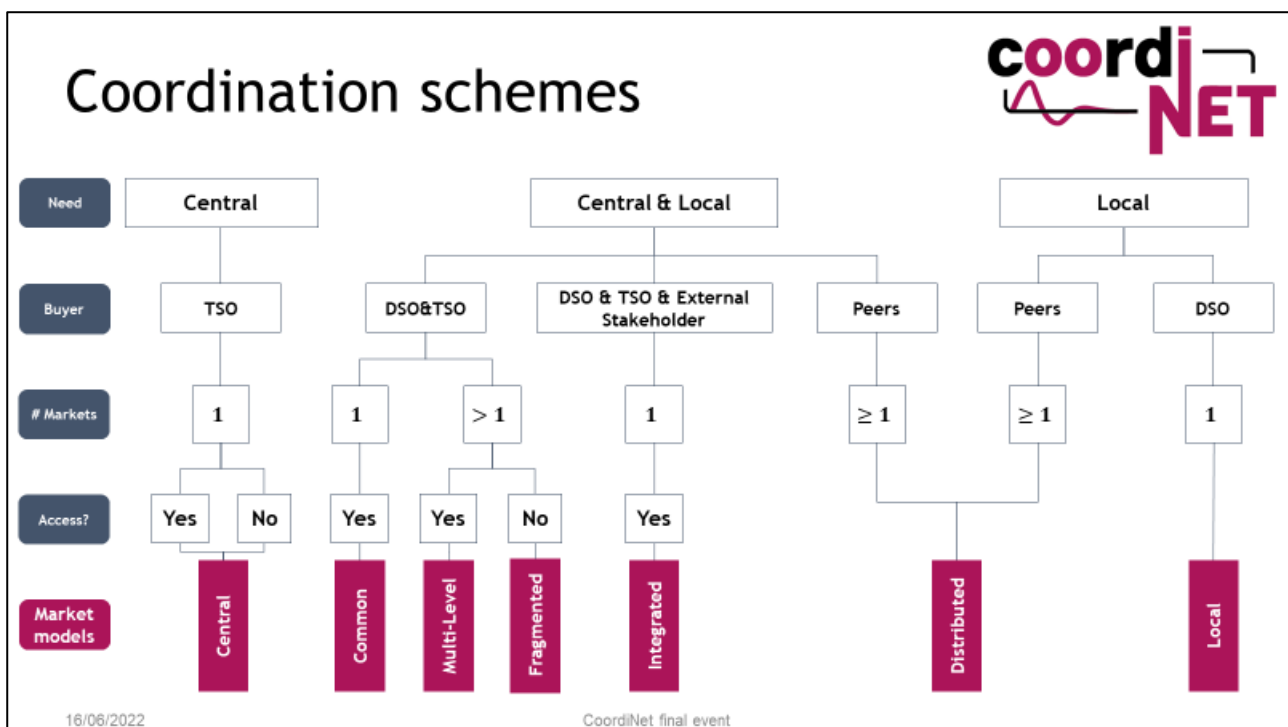 Coordination schemes
coordi
NET
Need
Central
Central & Local
Local
Buyer
TSO
DSO&TSO
DSO & TSO & External
Stakeholder
Peers
Peers
DSO
# Markets
1
1
> 1
1
≥ 1
≥ 1
1
Access?
Yes
No
Yes
Yes
No
Yes
Market
models
Central
Common
Multi-Level
Fragmented
Integrated
Distributed
Local
16/06/2022
CoordiNet final event